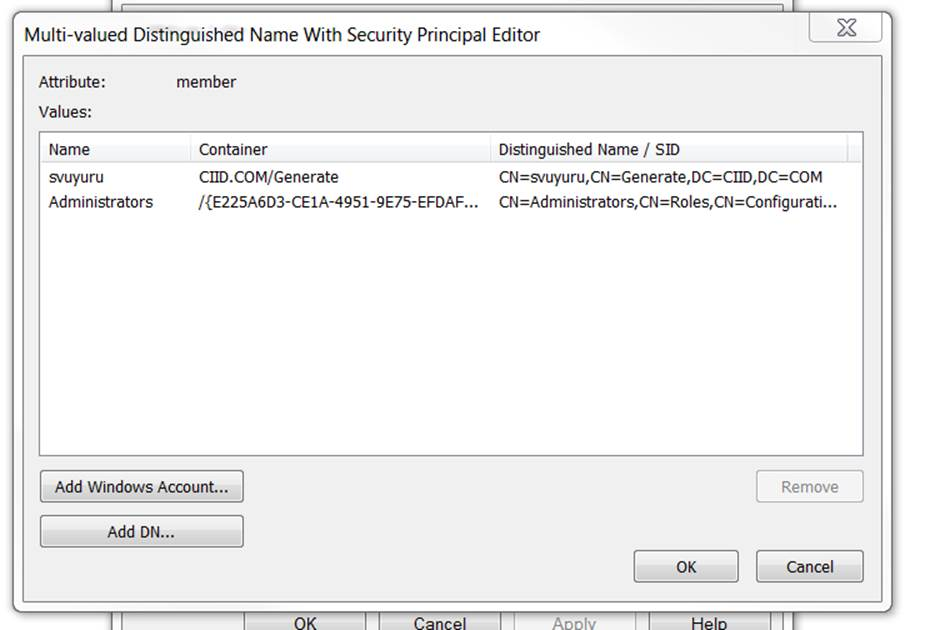 Multi-valued Distinguished Name With Security Principal Editor
Attribute: member
Values:
Name Container Distinguished Name / SID
svuyuru CIID.COM/Generate CN=svuyuru,CN=Generate,DC=CIID,DC=COM
Administrators /{E225A6D3-CE1A-4951-9E75-EFDAF... CN=Administrators,CN=Roles,CN=Configurati...
Add Windows Account... Remove
Add DN...
OK Cancel
OK Cancel Apply Help